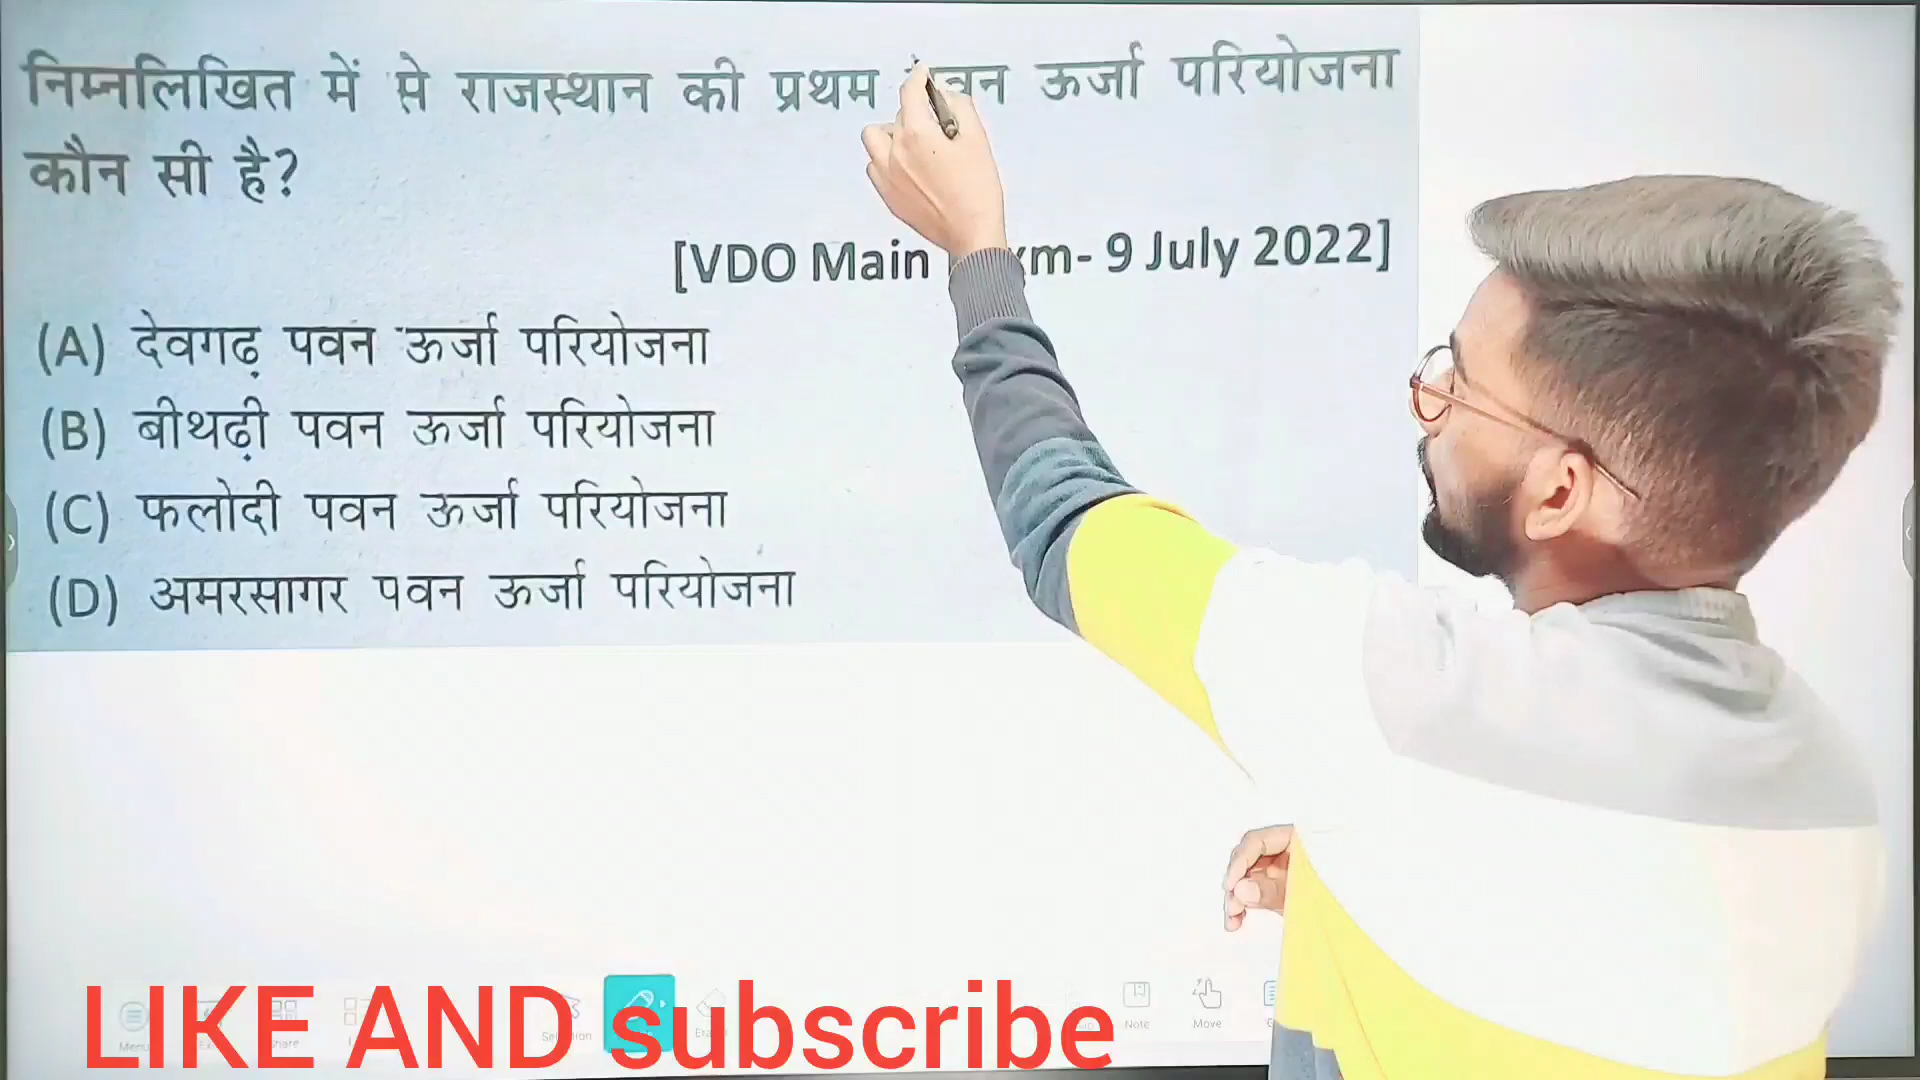 निम्नलिखित में से राजस्थान की प्रथम ऊर्जा परियोजना
कौन सी है?
[VDO Main - 9 July 2022]
(A) देवगढ़ पवन ऊर्जा परियोजना
(B) बीथढ़ी पवन ऊर्जा परियोजना
(C) फलोदी पवन ऊर्जा परियोजना
(D) अमरसागर पवन ऊर्जा परियोजना
LIKE AND subscribe
Note Move